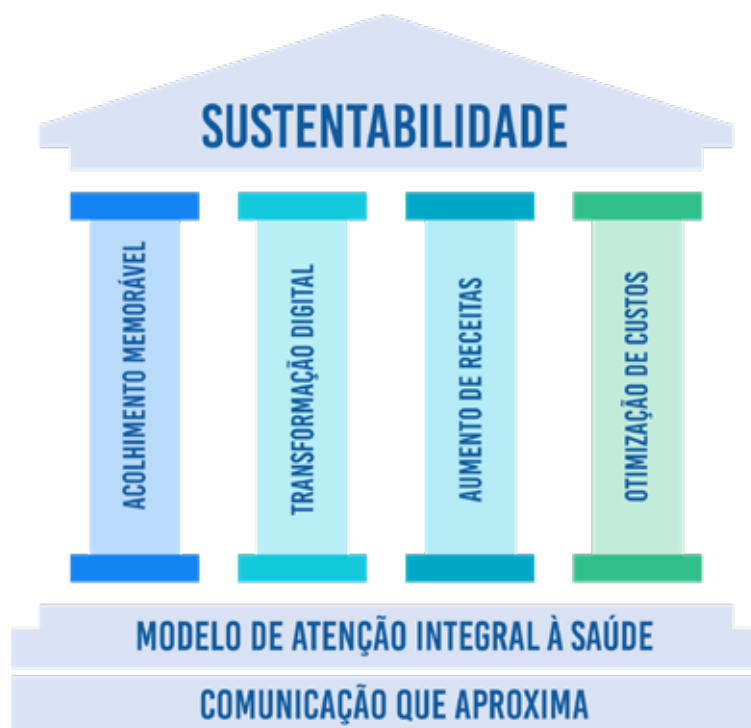 SUSTENTABILIDADE
ACOLHIMENTO MEMORÁVEL
TRANSFORMAÇÃO DIGITAL
AUMENTO DE RECEITAS
OTIMIZAÇÃO DE CUSTOS
MODELO DE ATENÇÃO INTEGRAL À SAÚDE
COMUNICAÇÃO QUE APROXIMA